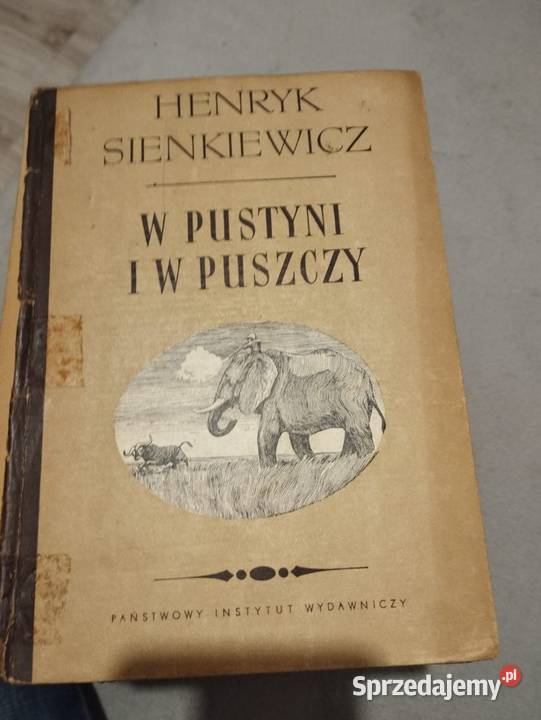 HENRYK
SIENKIEWICZ
W PUSTYNI
I W PUSZCZY
PAŃSTWOWY INSTYTUT WYDAWNICZY
Sprzedajemy.pl